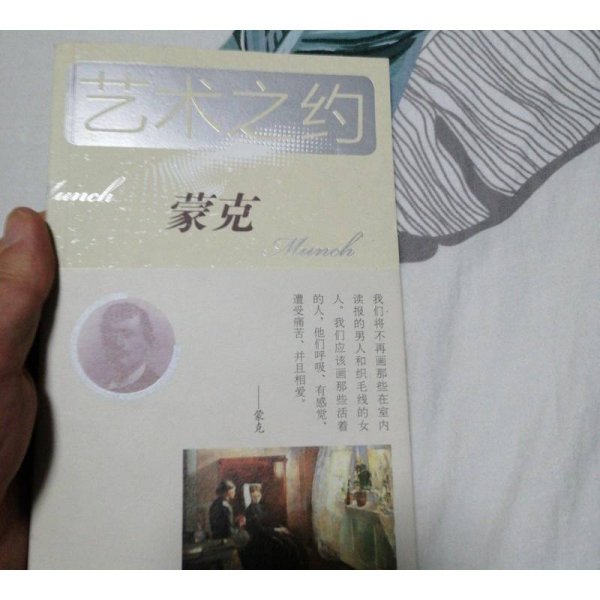 艺术之约
unch
蒙克
Munch
我们将不再画那些在室内
读报的男人和织毛线的女
人。我们应该画那些活着
的人，他们呼吸、有感觉、
遭受痛苦、并且相爱。
——蒙克